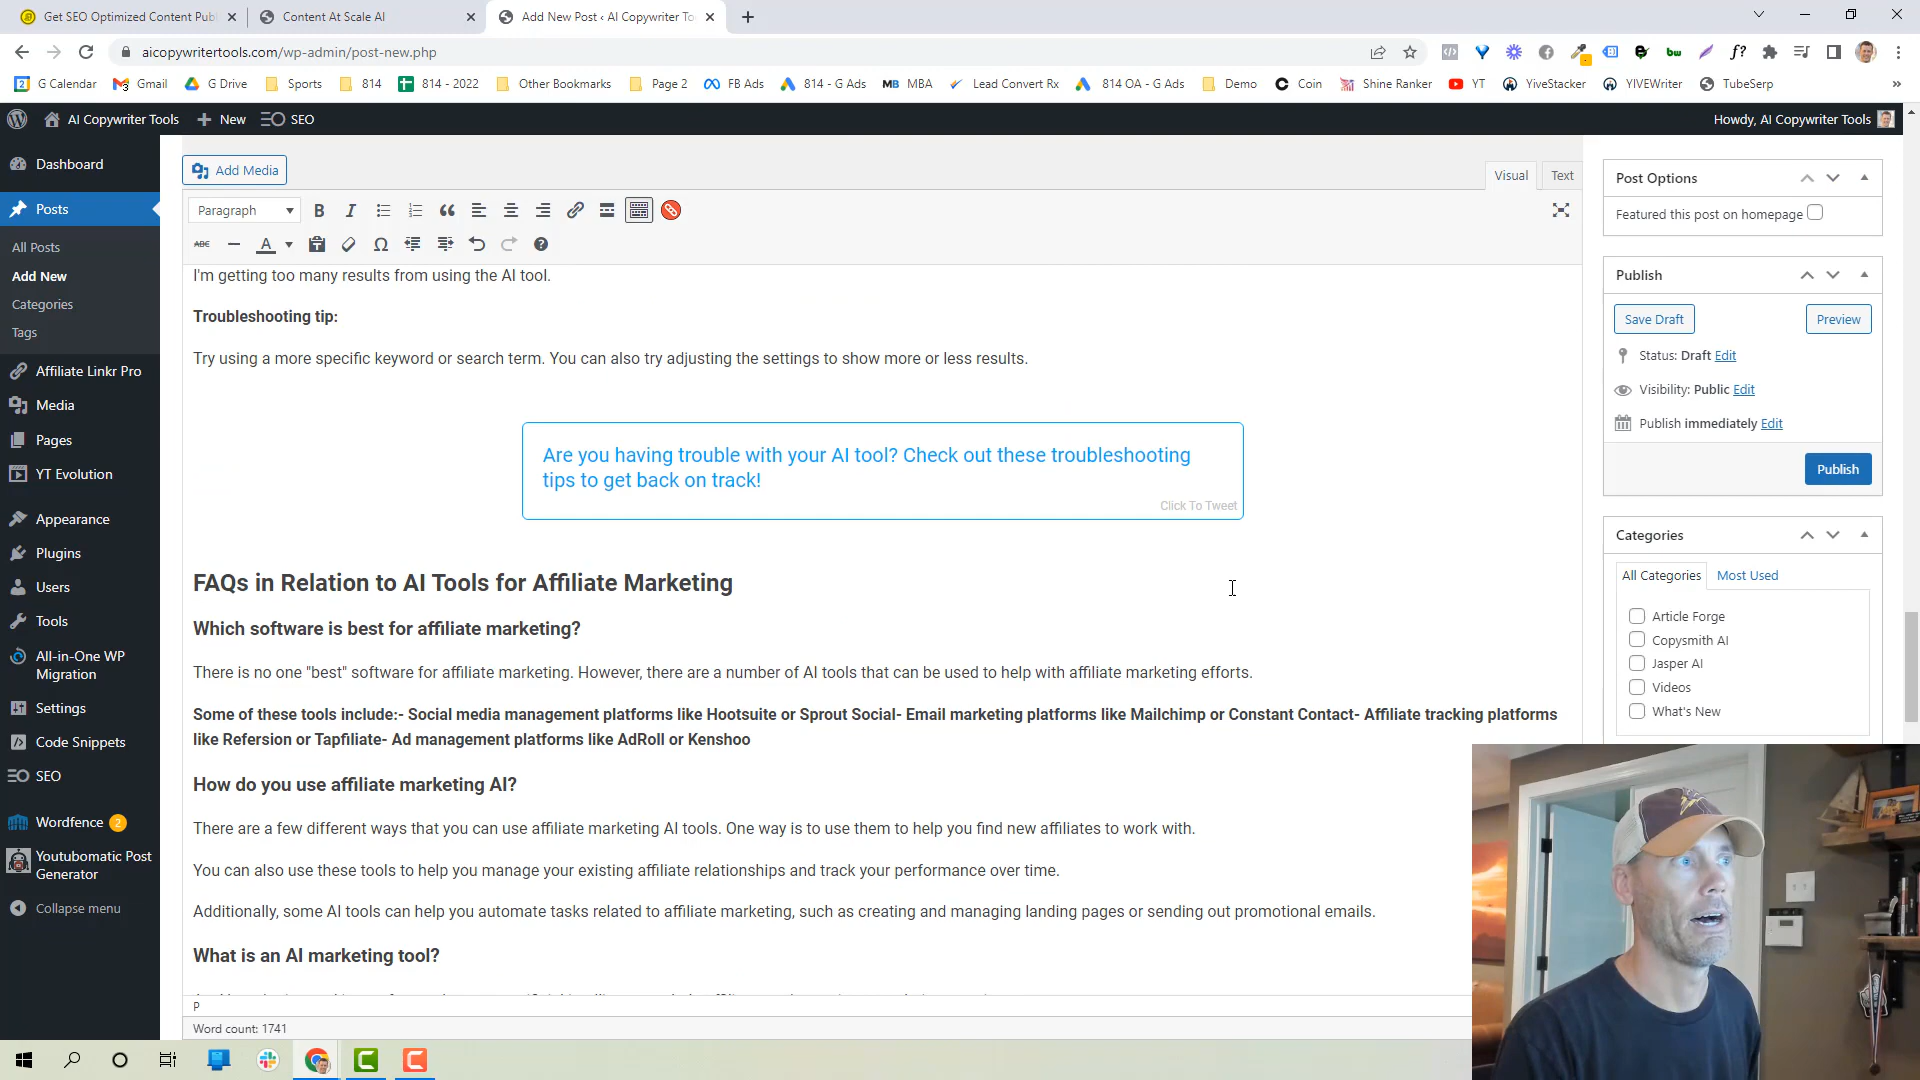 Get SEO Optimized Content Publ
Content At Scale AI
Add New Post ‹ AI Copywriter To
aicopywritertools.com/wp-admin/post-new.php
G Calendar
Gmail
G Drive
Sports
814
814 - 2022
Other Bookmarks
Page 2
FB Ads
814 - G Ads
MB MBA
Lead Convert Rx
814 OA - G Ads
Demo
Coin
Shine Ranker
YT
YiveStacker
YIVEWriter
TubeSerp
AI Copywriter Tools
New
SEO
Howdy, AI Copywriter Tools
Dashboard
Posts
All Posts
Add New
Categories
Tags
Affiliate Linkr Pro
Media
Pages
YT Evolution
Appearance
Plugins
Users
Tools
All-in-One WP
Migration
Settings
Code Snippets
SEO
Wordfence 2
Youtubomatic Post
Generator
Collapse menu
Add Media
Visual
Text
Paragraph
I'm getting too many results from using the AI tool.
Troubleshooting tip:
Try using a more specific keyword or search term. You can also try adjusting the settings to show more or less results.
Are you having trouble with your AI tool? Check out these troubleshooting
tips to get back on track!
Click To Tweet
FAQs in Relation to AI Tools for Affiliate Marketing
Which software is best for affiliate marketing?
There is no one "best" software for affiliate marketing. However, there are a number of AI tools that can be used to help with affiliate marketing efforts.
Some of these tools include:- Social media management platforms like Hootsuite or Sprout Social- Email marketing platforms like Mailchimp or Constant Contact- Affiliate tracking platforms
like Refersion or Tapfiliate- Ad management platforms like AdRoll or Kenshoo
How do you use affiliate marketing AI?
There are a few different ways that you can use affiliate marketing AI tools. One way is to use them to help you find new affiliates to work with.
You can also use these tools to help you manage your existing affiliate relationships and track your performance over time.
Additionally, some AI tools can help you automate tasks related to affiliate marketing, such as creating and managing landing pages or sending out promotional emails.
What is an AI marketing tool?
P
Word count: 1741
Post Options
Featured this post on homepage
Publish
Save Draft
Preview
Status: Draft Edit
Visibility: Public Edit
Publish immediately Edit
Publish
Categories
All Categories
Most Used
Article Forge
Copysmith AI
Jasper AI
Videos
What's New